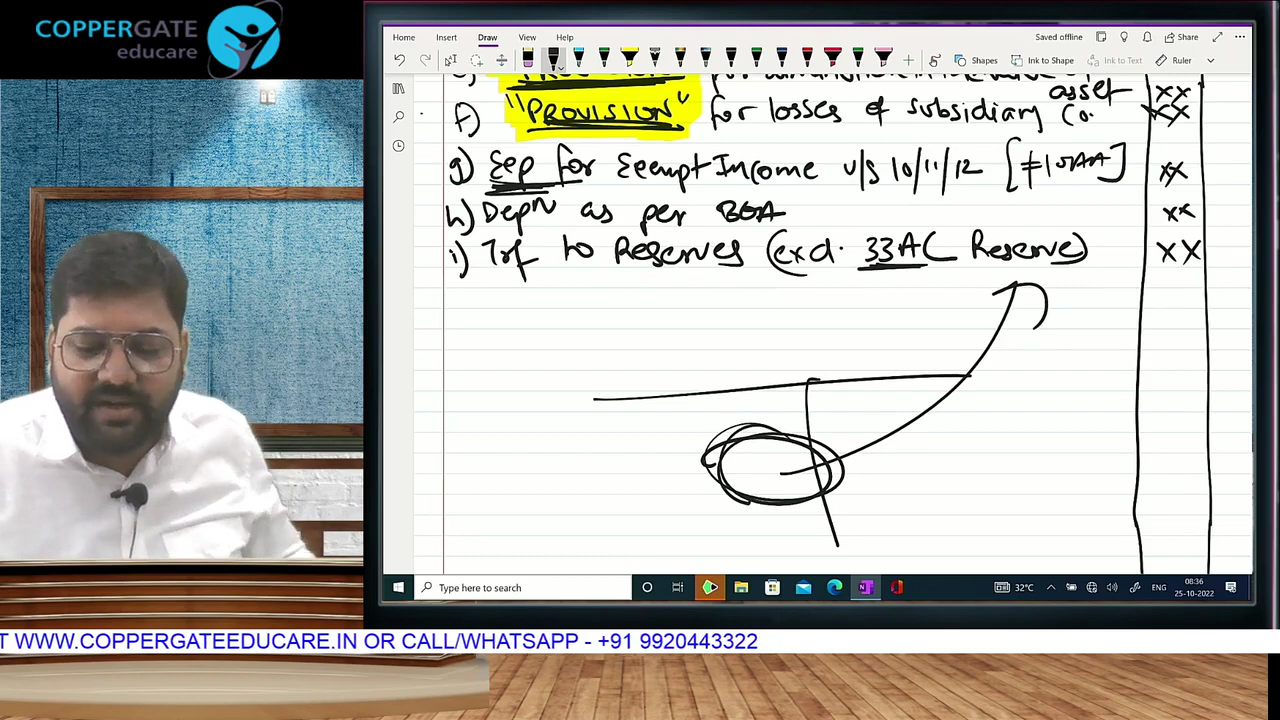 COPPERGATE
educare
Home Insert Draw View Help
Saved offline
Share
Shapes
Ink to Shape
Ink to Text
Ruler
asset XX
f) "PROVISION" for losses of subsidiary Co. XX
g) Exp for Exempt Income u/s 10/11/12 [≠10AA] XX
h) Depn as per BOA XX
i) Trf to Reserves (excl. 33AC Reserve) XX
Type here to search
32°C
ENG
08:36
25-10-2022
T WWW.COPPERGATEEDUCARE.IN OR CALL/WHATSAPP - +91 9920443322